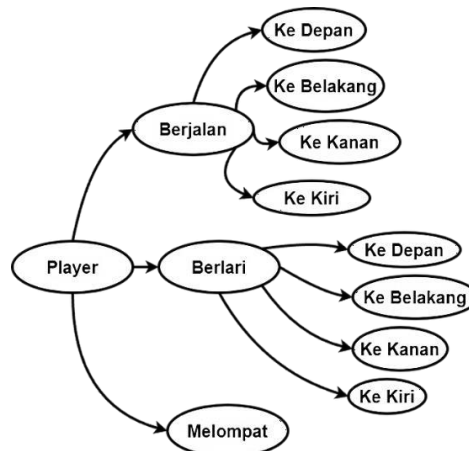 Ke Depan
Ke Belakang
Berjalan
Ke Kanan
Ke Kiri
Player
Berlari
Ke Depan
Ke Belakang
Ke Kanan
Ke Kiri
Melompat